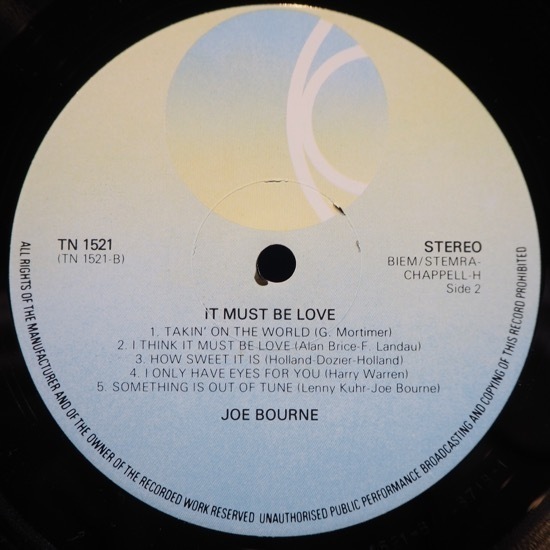 TN 1521
(TN 1521-B)
STEREO
BIEM/STEMRA-
CHAPPELL-H
Side 2
IT MUST BE LOVE
1. TAKIN' ON THE WORLD (G. Mortimer)
2. I THINK IT MUST BE LOVE (Alan Brice-F. Landau)
3. HOW SWEET IT IS (Holland-Dozier-Holland)
4. I ONLY HAVE EYES FOR YOU (Harry Warren)
5. SOMETHING IS OUT OF TUNE (Lenny Kuhr-Joe Bourne)
JOE BOURNE
ALL RIGHTS OF THE MANUFACTURER AND OF THE OWNER OF THE RECORDED WORK RESERVED UNAUTHORISED PUBLIC PERFORMANCE BROADCASTING AND COPYING OF THIS RECORD PROHIBITED